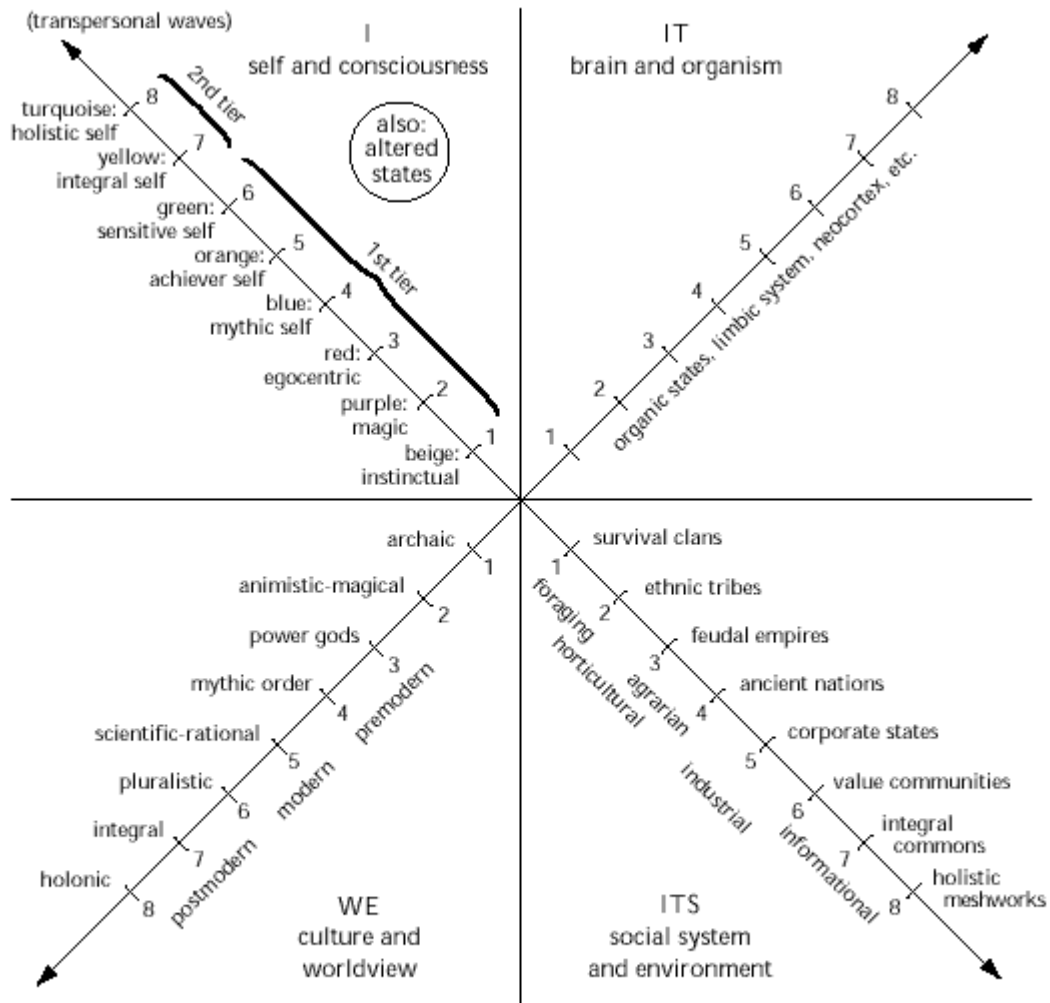 (transpersonal waves)
I
self and consciousness
also:
altered
states
2nd tier
1st tier
8
turquoise:
holistic self
7
yellow:
integral self
6
green:
sensitive self
5
orange:
achiever self
4
blue:
mythic self
3
red:
egocentric
2
purple:
magic
1
beige:
instinctual
IT
brain and organism
8
7
6
5
4
3
2
1
organic states, limbic system, neocortex, etc.
archaic
1
animistic-magical
2
power gods
3
mythic order
4
scientific-rational
5
pluralistic
6
integral
7
holonic
8
premodern
modern
postmodern
WE
culture and
worldview
survival clans
1
ethnic tribes
2
feudal empires
3
ancient nations
4
corporate states
5
value communities
6
integral
commons
7
holistic
meshworks
8
foraging
horticultural
agrarian
industrial
informational
ITS
social system
and environment